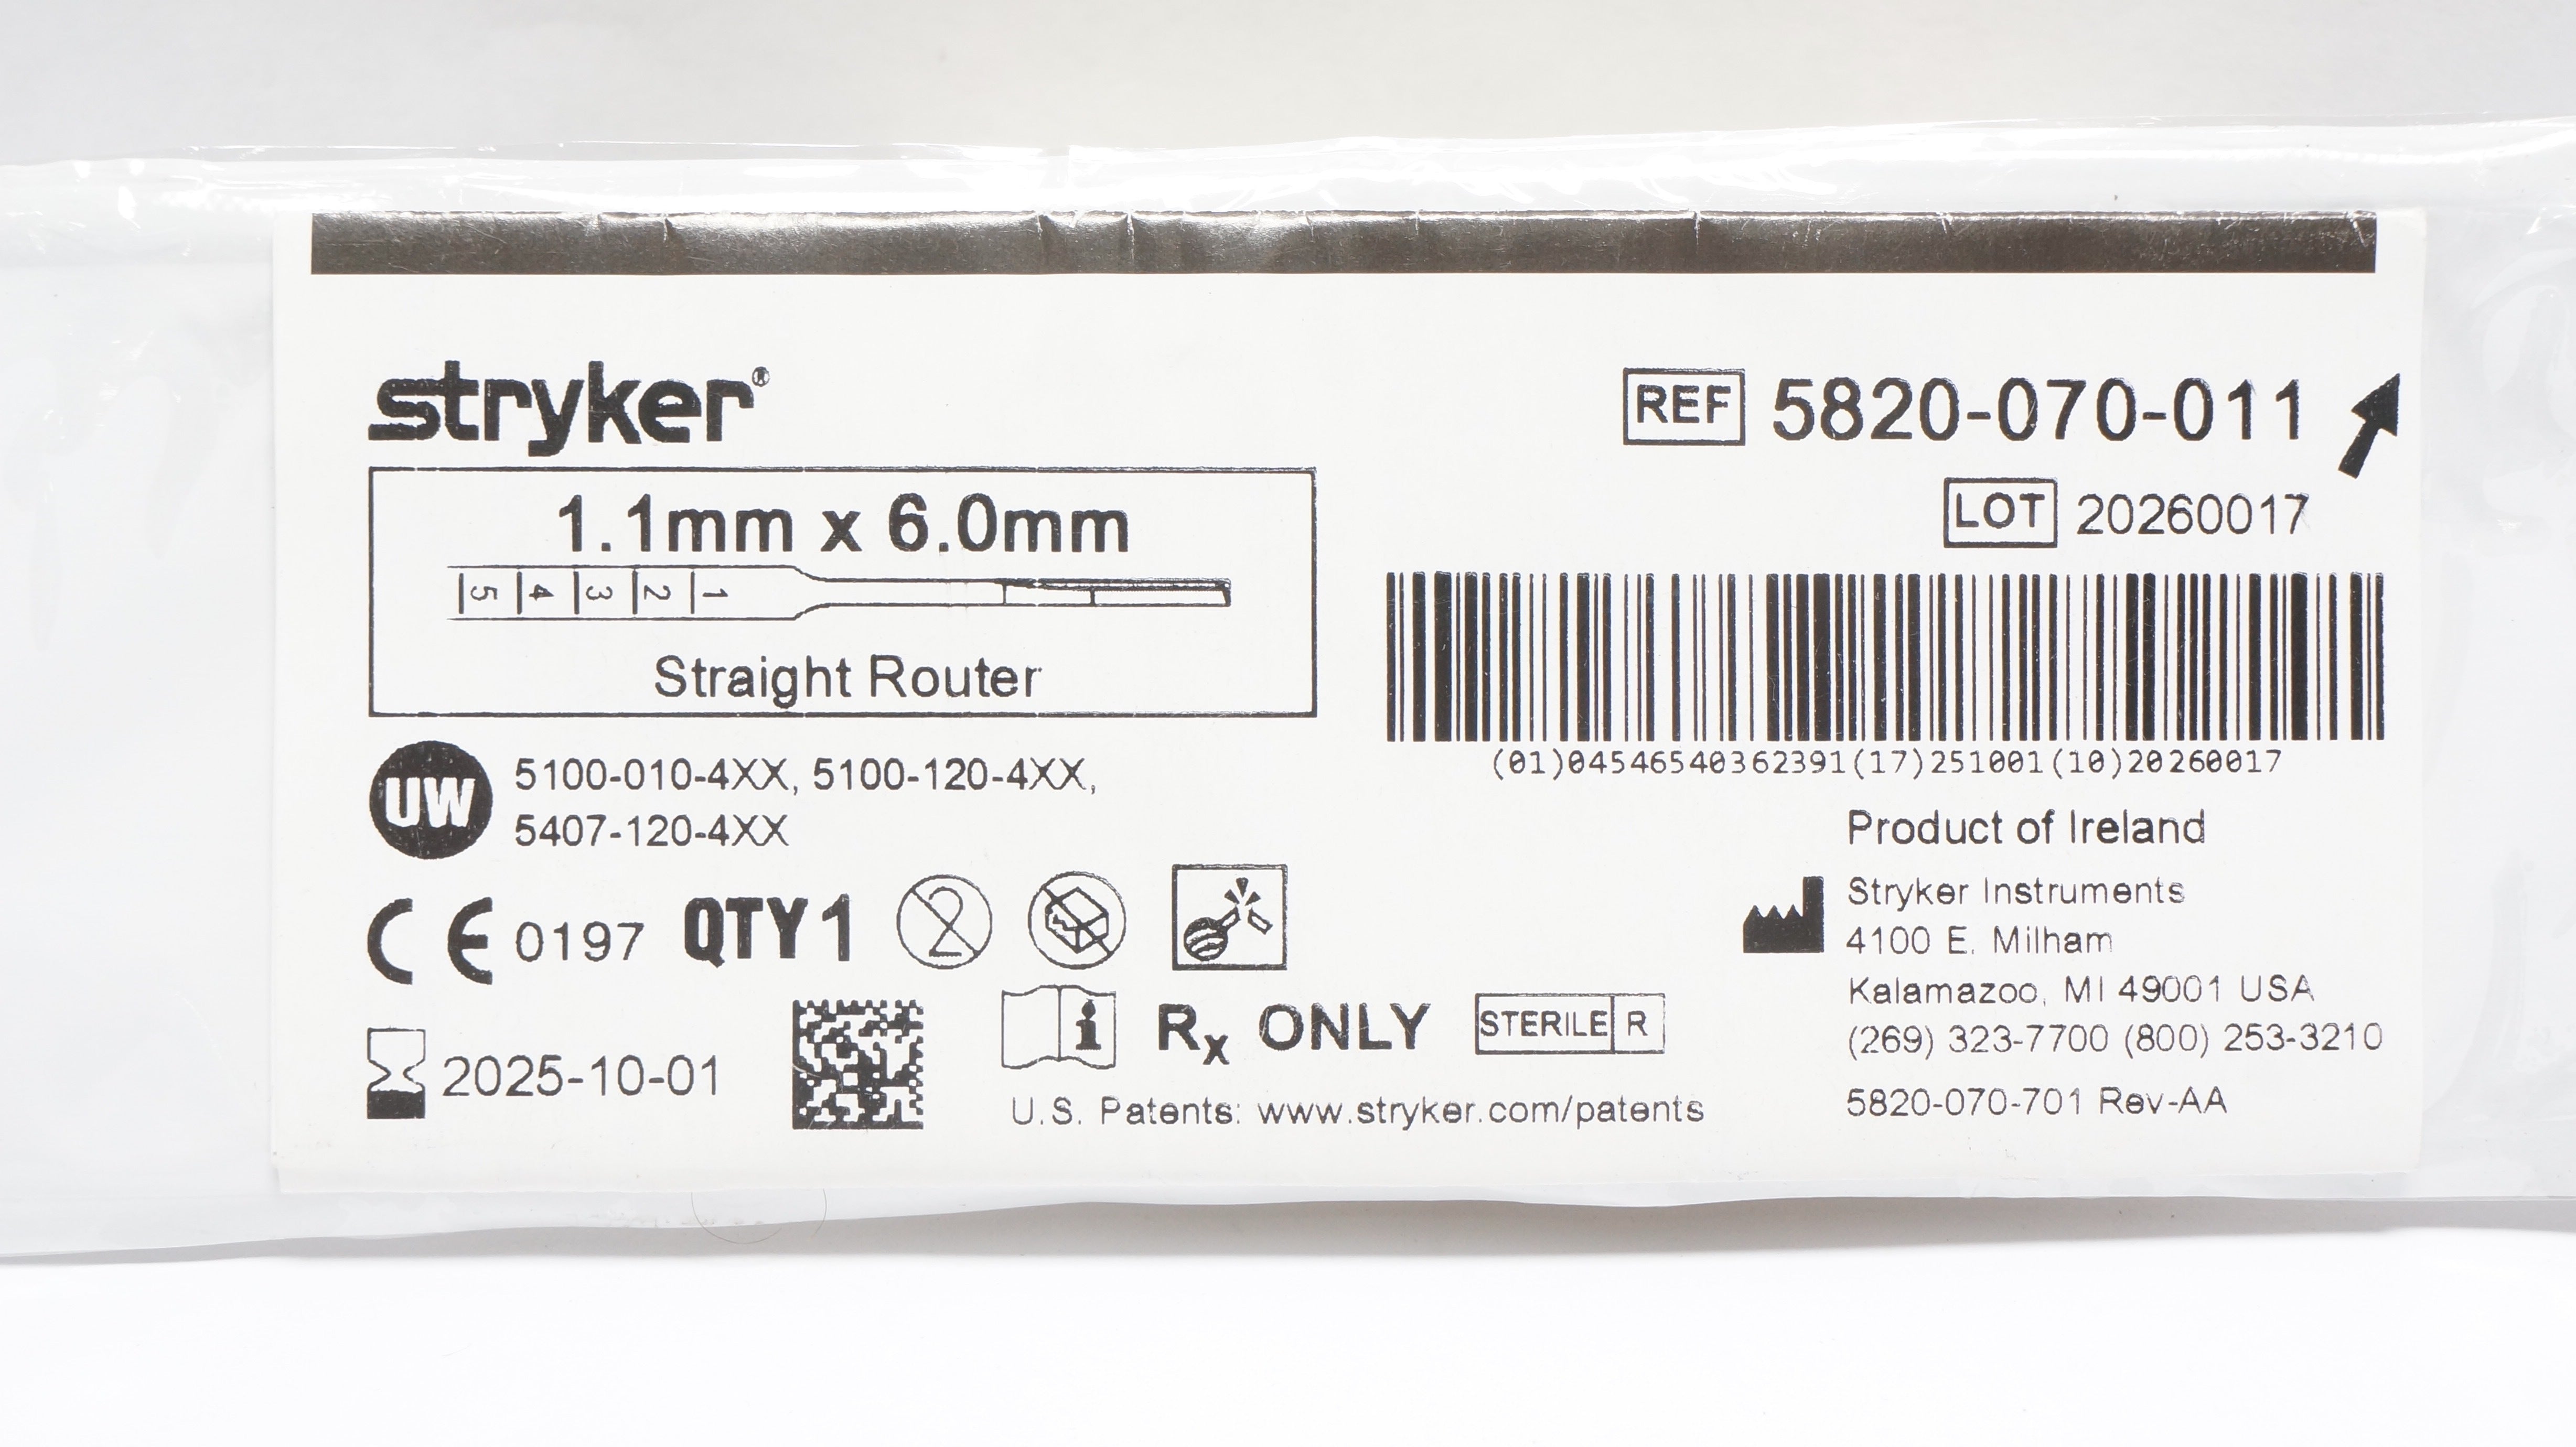 stryker®
REF 5820-070-011
LOT 20260017
1.1mm x 6.0mm
5 4 3 2 1
Straight Router
(01)04546540362391(17)251001(10)20260017
UW 5100-010-4XX, 5100-120-4XX,
5407-120-4XX
Product of Ireland
CE 0197 QTY 1 2
Stryker Instruments
4100 E. Milham
Kalamazoo, MI 49001 USA
(269) 323-7700 (800) 253-3210
2025-10-01
i Rx ONLY STERILE R
U.S. Patents: www.stryker.com/patents
5820-070-701 Rev-AA